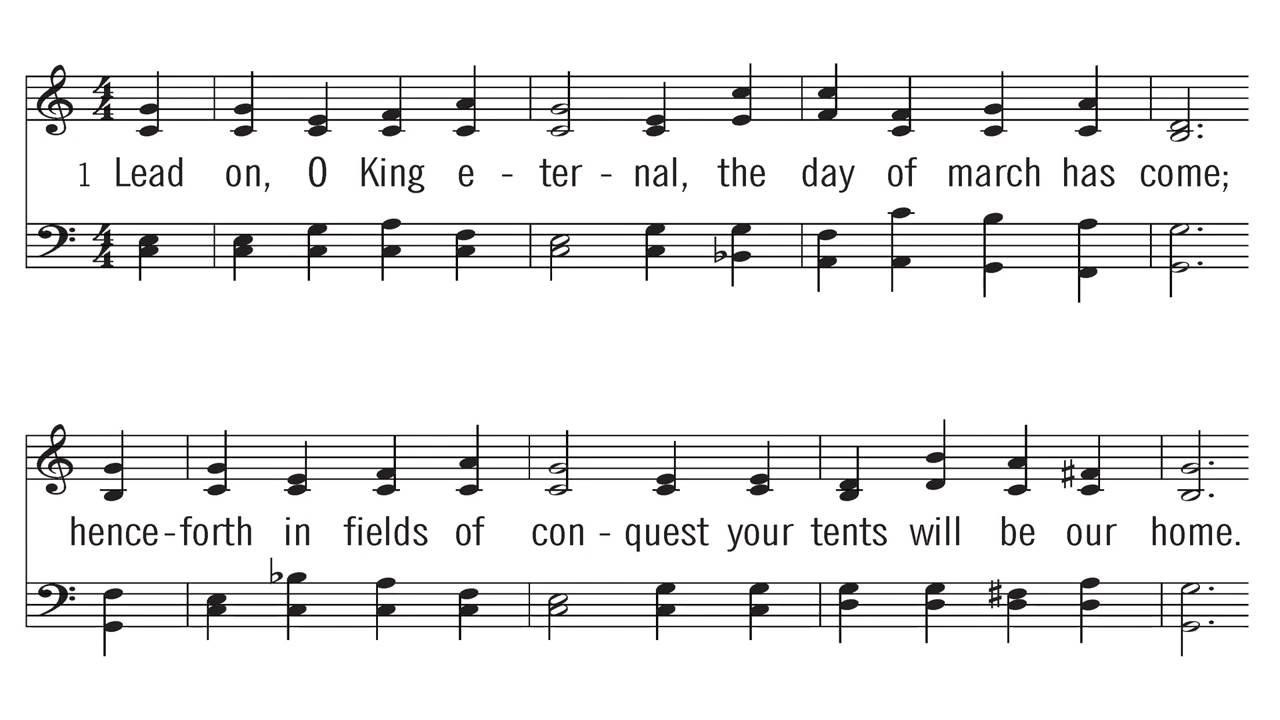 1 Lead on, O King e - ter - nal, the day of march has come;
hence - forth in fields of con - quest your tents will be our home.